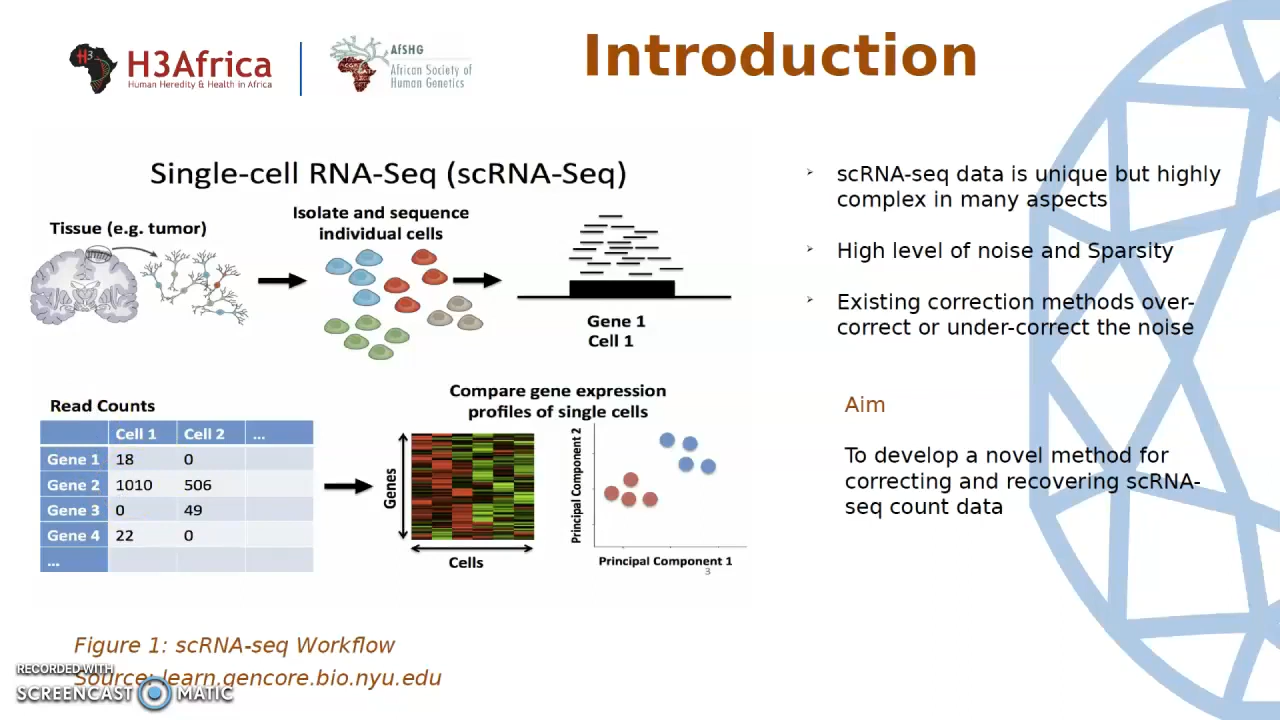 H3Africa
Human Heredity & Health in Africa
AfSHG
African Society of
Human Genetics
Introduction
Single-cell RNA-Seq (scRNA-Seq)
Tissue (e.g. tumor)
Isolate and sequence
individual cells
Gene 1
Cell 1
Read Counts
Cell 1 Cell 2 ...
Gene 1 18 0
Gene 2 1010 506
Gene 3 0 49
Gene 4 22 0
...
Compare gene expression
profiles of single cells
Genes
Cells
Principal Component 2
Principal Component 1
3
Figure 1: scRNA-seq Workflow
Source: learn.gencore.bio.nyu.edu
scRNA-seq data is unique but highly
complex in many aspects
High level of noise and Sparsity
Existing correction methods over-
correct or under-correct the noise
Aim
To develop a novel method for
correcting and recovering scRNA-
seq count data
RECORDED WITH
SCREENCAST MATIC